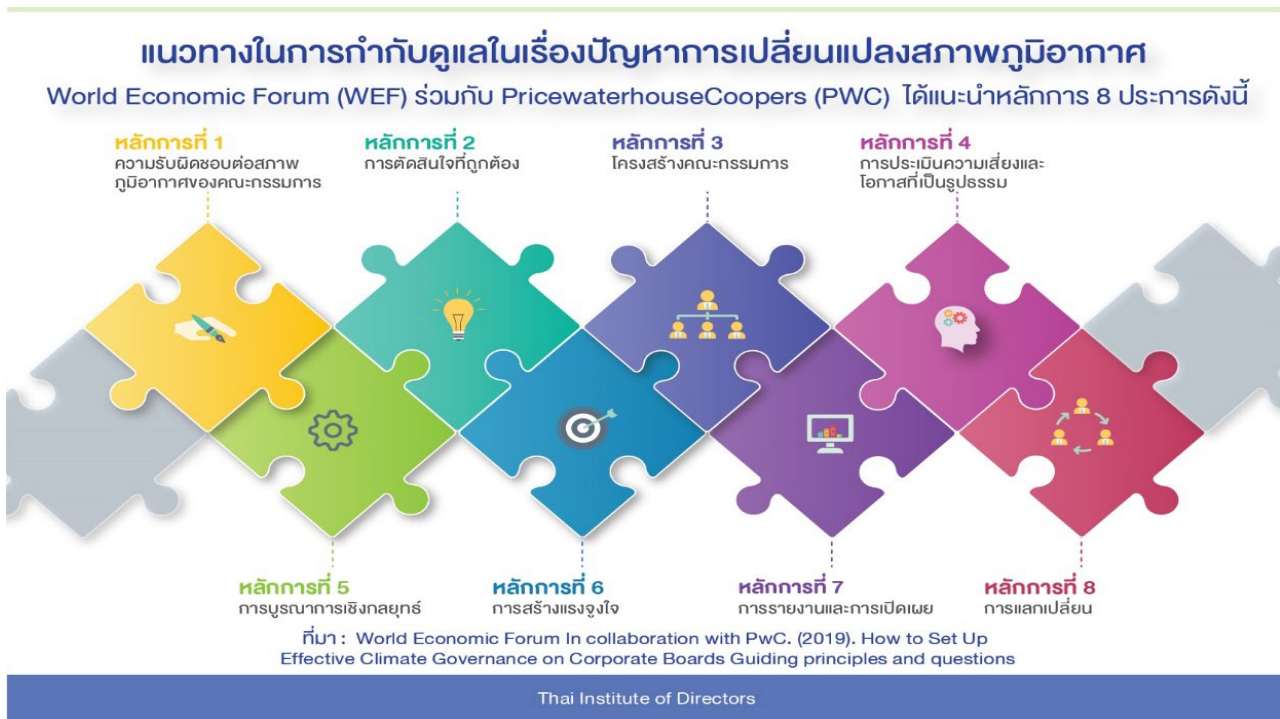 แนวทางในการกำกับดูแลในเรื่องปัญหาการเปลี่ยนแปลงสภาพภูมิอากาศ
World Economic Forum (WEF) ร่วมกับ PricewaterhouseCoopers (PWC) ได้แนะนำหลักการ 8 ประการดังนี้
หลักการที่ 1
ความรับผิดชอบต่อสภาพ
ภูมิอากาศของคณะกรรมการ
หลักการที่ 2
การตัดสินใจที่ถูกต้อง
หลักการที่ 3
โครงสร้างคณะกรรมการ
หลักการที่ 4
การประเมินความเสี่ยงและ
โอกาสที่เป็นรูปธรรม
หลักการที่ 5
การบูรณาการเชิงกลยุทธ์
หลักการที่ 6
การสร้างแรงจูงใจ
หลักการที่ 7
การรายงานและการเปิดเผย
หลักการที่ 8
การแลกเปลี่ยน
ที่มา : World Economic Forum In collaboration with PwC. (2019). How to Set Up
Effective Climate Governance on Corporate Boards Guiding principles and questions
Thai Institute of Directors